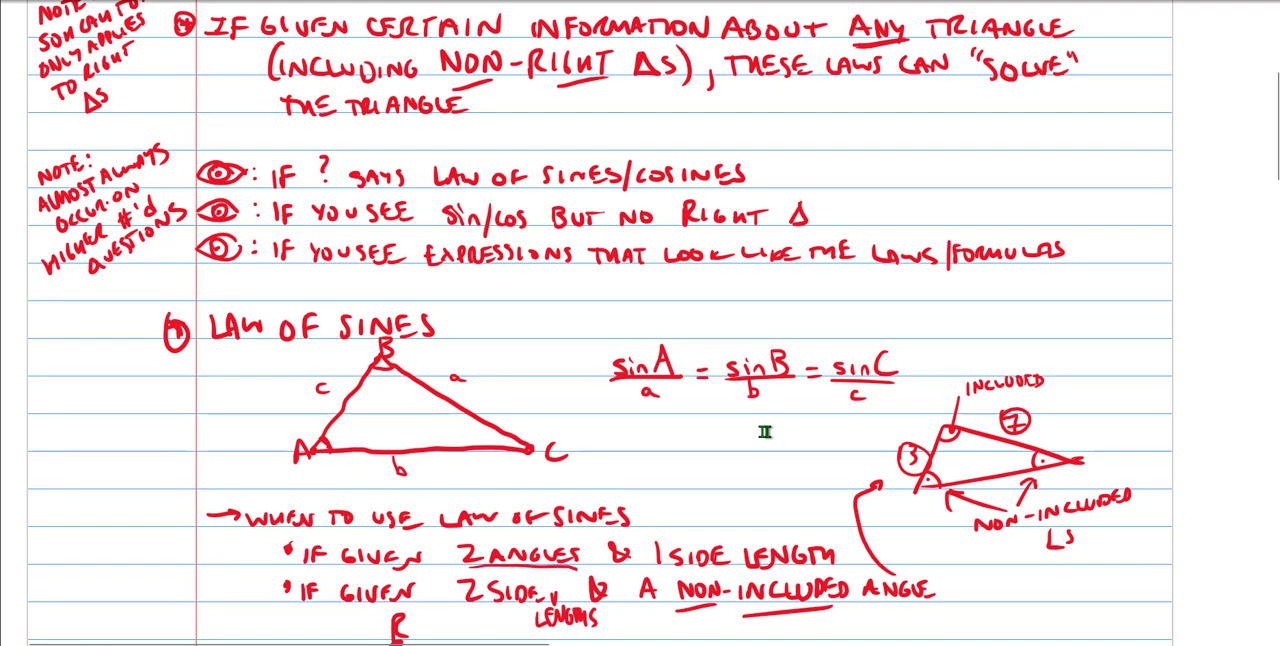 NOTE
SOH CAH TO
ONLY APPLIES
TO RIGHT
ΔS
* IF GIVEN CERTAIN INFORMATION ABOUT ANY TRIANGLE
(INCLUDING NON-RIGHT ΔS), THESE LAWS CAN "SOLVE"
THE TRIANGLE
NOTE:
ALMOST ALWAYS
OCCUR ON
HIGHER #'d
QUESTIONS
: IF ? SAYS LAW OF SINES/COSINES
: IF YOU SEE sin/cos BUT NO RIGHT Δ
: IF YOU SEE EXPRESSIONS THAT LOOK LIKE THE LAWS/FORMULAS
① LAW OF SINES
B
c
a
A
b
C
sinA/a = sinB/b = sinC/c
INCLUDED
7
3
NON-INCLUDED
∠S
→ WHEN TO USE LAW OF SINES
• IF GIVEN 2 ANGLES & 1 SIDE LENGTH
• IF GIVEN 2 SIDE LENGTHS & A NON-INCLUDED ANGLE